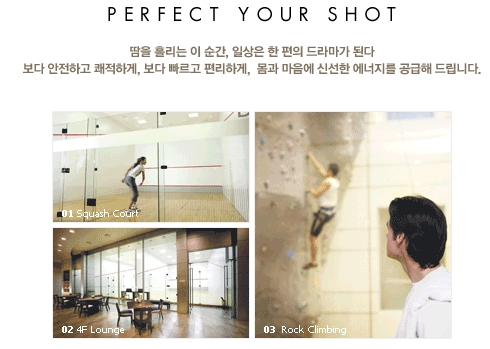 PERFECT YOUR SHOT
땀을 흘리는 이 순간, 일상은 한 편의 드라마가 된다
보다 안전하고 쾌적하게, 보다 빠르고 편리하게, 몸과 마음에 신선한 에너지를 공급해 드립니다.
01 Squash Court
02 4F Lounge
03 Rock Climbing